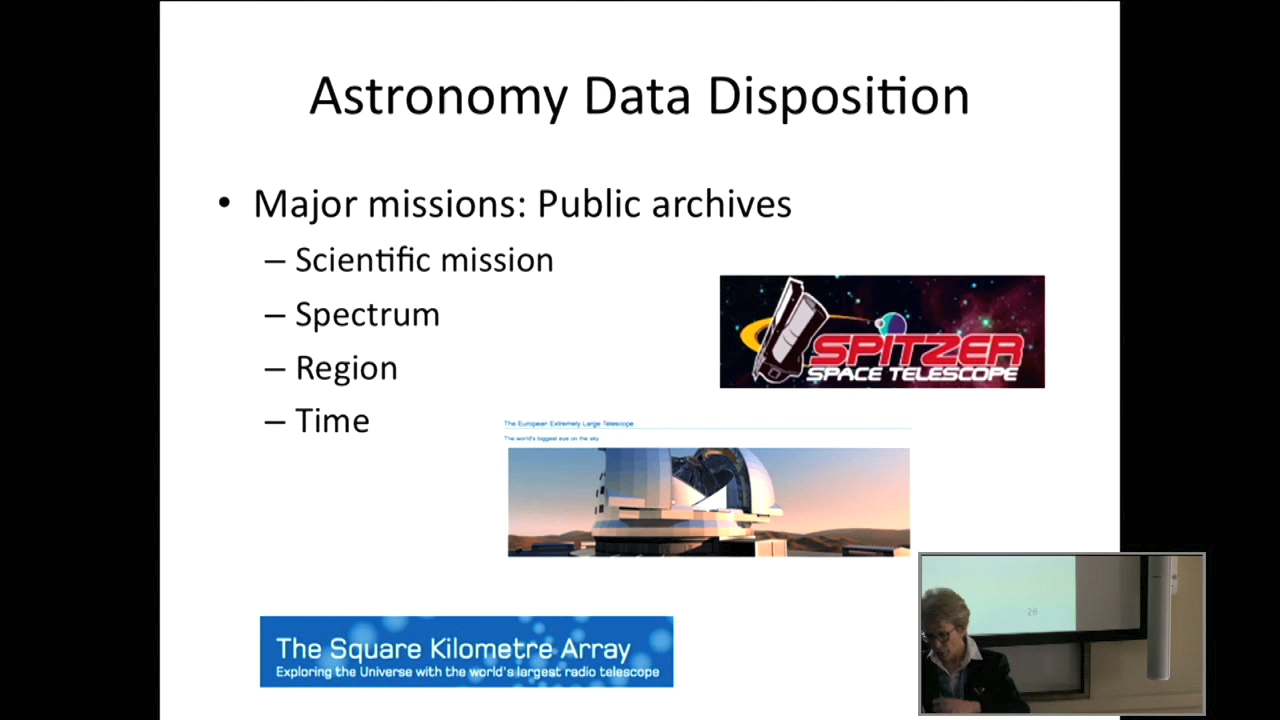 Astronomy Data Disposition
• Major missions: Public archives
– Scientific mission
– Spectrum
– Region
– Time
SPITZER
SPACE TELESCOPE
The European Extremely Large Telescope
The world's biggest eye on the sky
The Square Kilometre Array
Exploring the Universe with the world's largest radio telescope
26